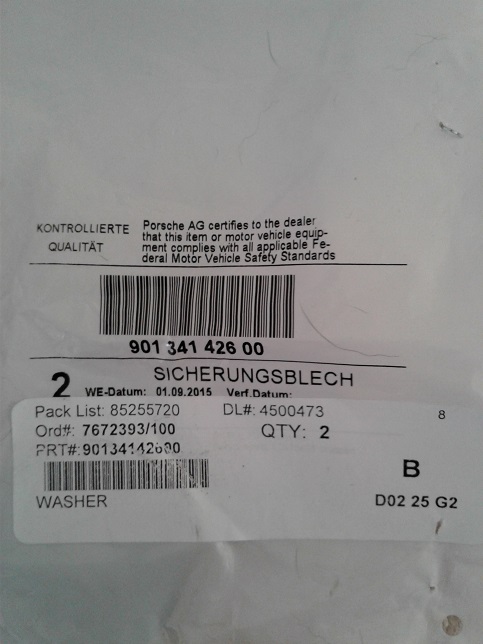 KONTROLLIERTE
QUALITÄT
Porsche AG certifies to the dealer
that this item or motor vehicle equip-
ment complies with all applicable Fe-
deral Motor Vehicle Safety Standards
901 341 426 00
SICHERUNGSBLECH
2 WE-Datum: 01.09.2015 Verf.Datum:
Pack List: 85255720 DL#: 4500473 8
Ord#: 7672393/100 QTY: 2
PRT#:90134142600
B
WASHER D02 25 G2